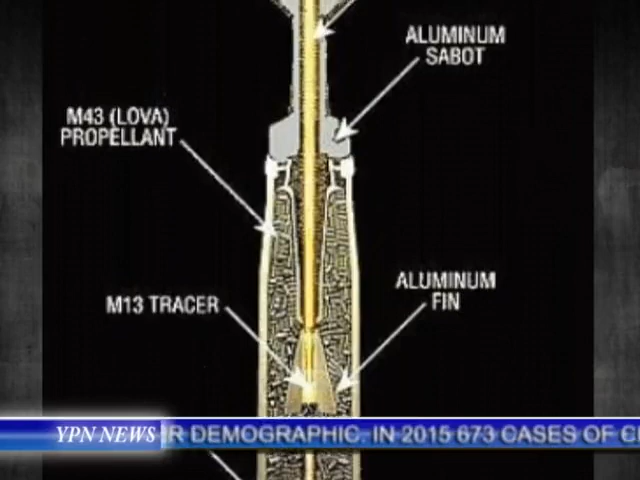 ALUMINUM
SABOT
M43 (LOVA)
PROPELLANT
ALUMINUM
FIN
M13 TRACER
YPN NEWS
DEMOGRAPHIC. IN 2015 673 CASES OF